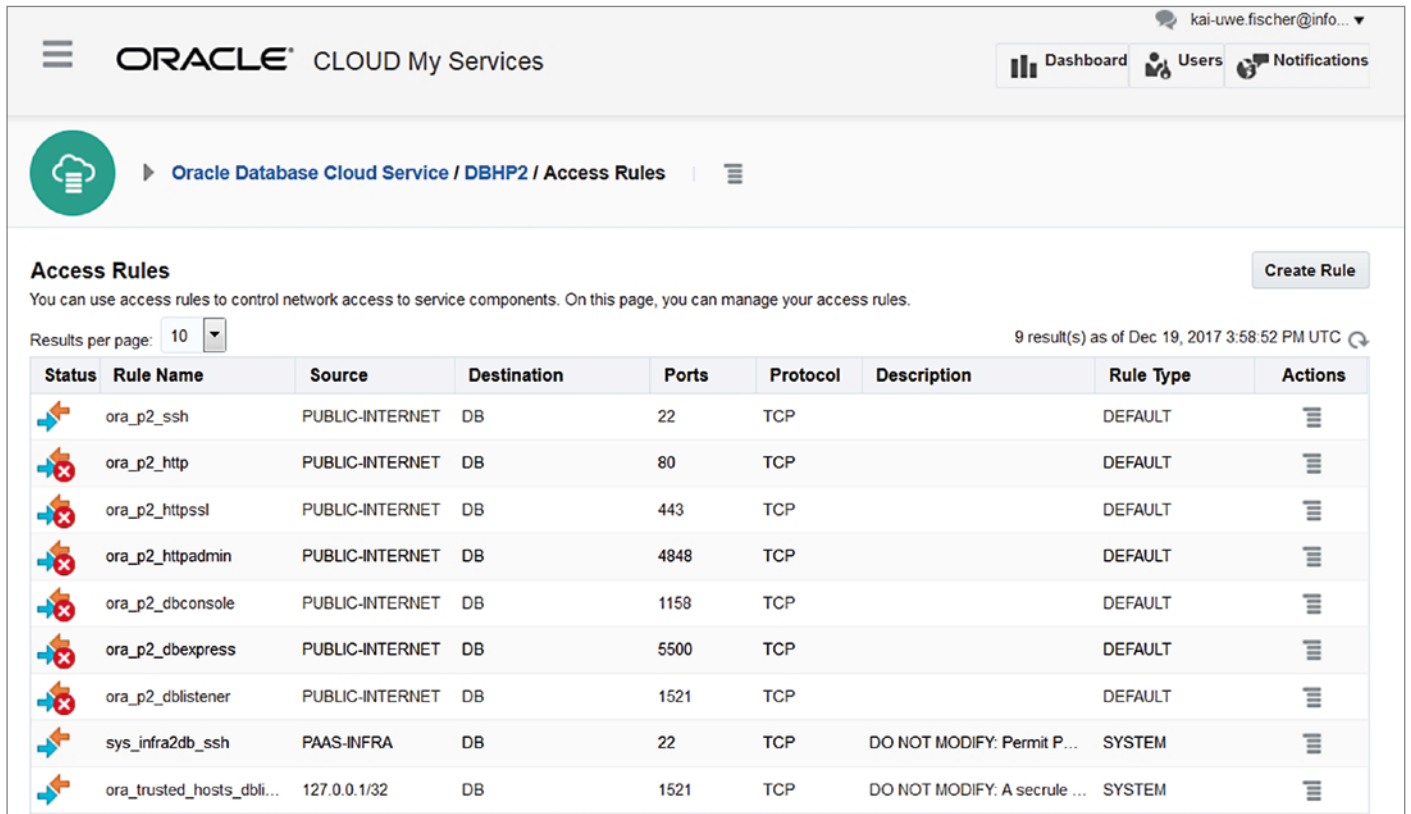 kai-uwe.fischer@info... ▼
ORACLE® CLOUD My Services
Dashboard Users Notifications
Oracle Database Cloud Service / DBHP2 / Access Rules
Access Rules
Create Rule
You can use access rules to control network access to service components. On this page, you can manage your access rules.
Results per page: 10
9 result(s) as of Dec 19, 2017 3:58:52 PM UTC
Status Rule Name Source Destination Ports Protocol Description Rule Type Actions
ora_p2_ssh PUBLIC-INTERNET DB 22 TCP DEFAULT
ora_p2_http PUBLIC-INTERNET DB 80 TCP DEFAULT
ora_p2_httpssl PUBLIC-INTERNET DB 443 TCP DEFAULT
ora_p2_httpadmin PUBLIC-INTERNET DB 4848 TCP DEFAULT
ora_p2_dbconsole PUBLIC-INTERNET DB 1158 TCP DEFAULT
ora_p2_dbexpress PUBLIC-INTERNET DB 5500 TCP DEFAULT
ora_p2_dblistener PUBLIC-INTERNET DB 1521 TCP DEFAULT
sys_infra2db_ssh PAAS-INFRA DB 22 TCP DO NOT MODIFY: Permit P... SYSTEM
ora_trusted_hosts_dbli... 127.0.0.1/32 DB 1521 TCP DO NOT MODIFY: A secrule ... SYSTEM